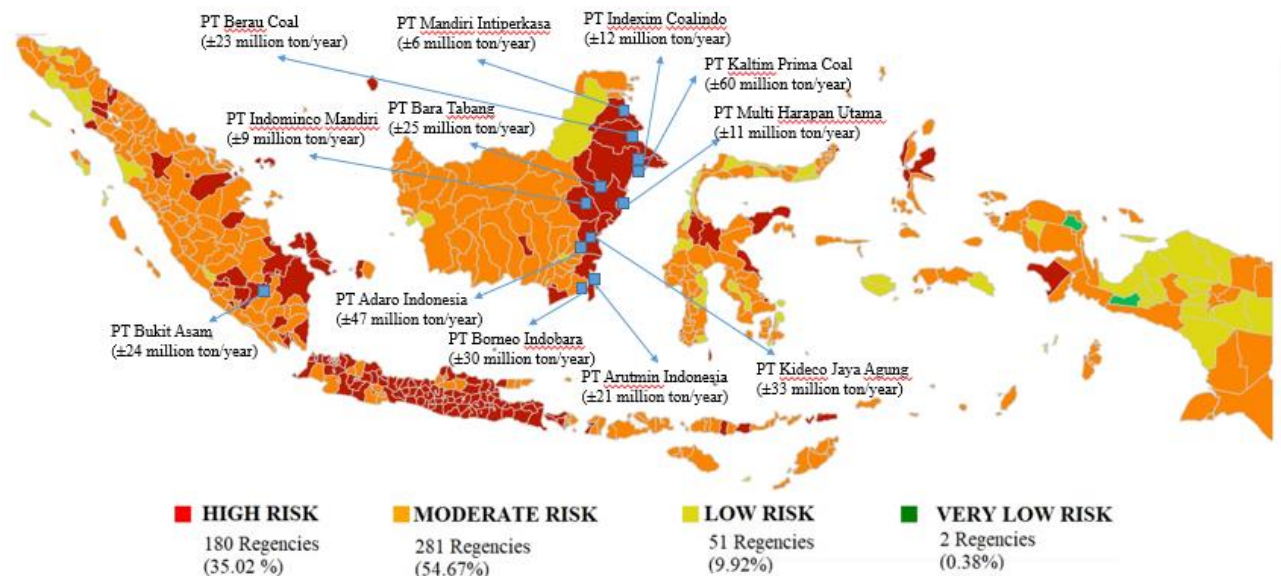 PT Berau Coal
(±23 million ton/year)
PT Mandiri Intiperkasa
(±6 million ton/year)
PT Indexim Coalindo
(±12 million ton/year)
PT Kaltim Prima Coal
(±60 million ton/year)
PT Indominco Mandiri
(±9 million ton/year)
PT Bara Tabang
(±25 million ton/year)
PT Multi Harapan Utama
(±11 million ton/year)
PT Bukit Asam
(±24 million ton/year)
PT Adaro Indonesia
(±47 million ton/year)
PT Borneo Indobara
(±30 million ton/year)
PT Arutmin Indonesia
(±21 million ton/year)
PT Kideco Jaya Agung
(±33 million ton/year)
HIGH RISK
180 Regencies
(35.02 %)
MODERATE RISK
281 Regencies
(54.67%)
LOW RISK
51 Regencies
(9.92%)
VERY LOW RISK
2 Regencies
(0.38%)